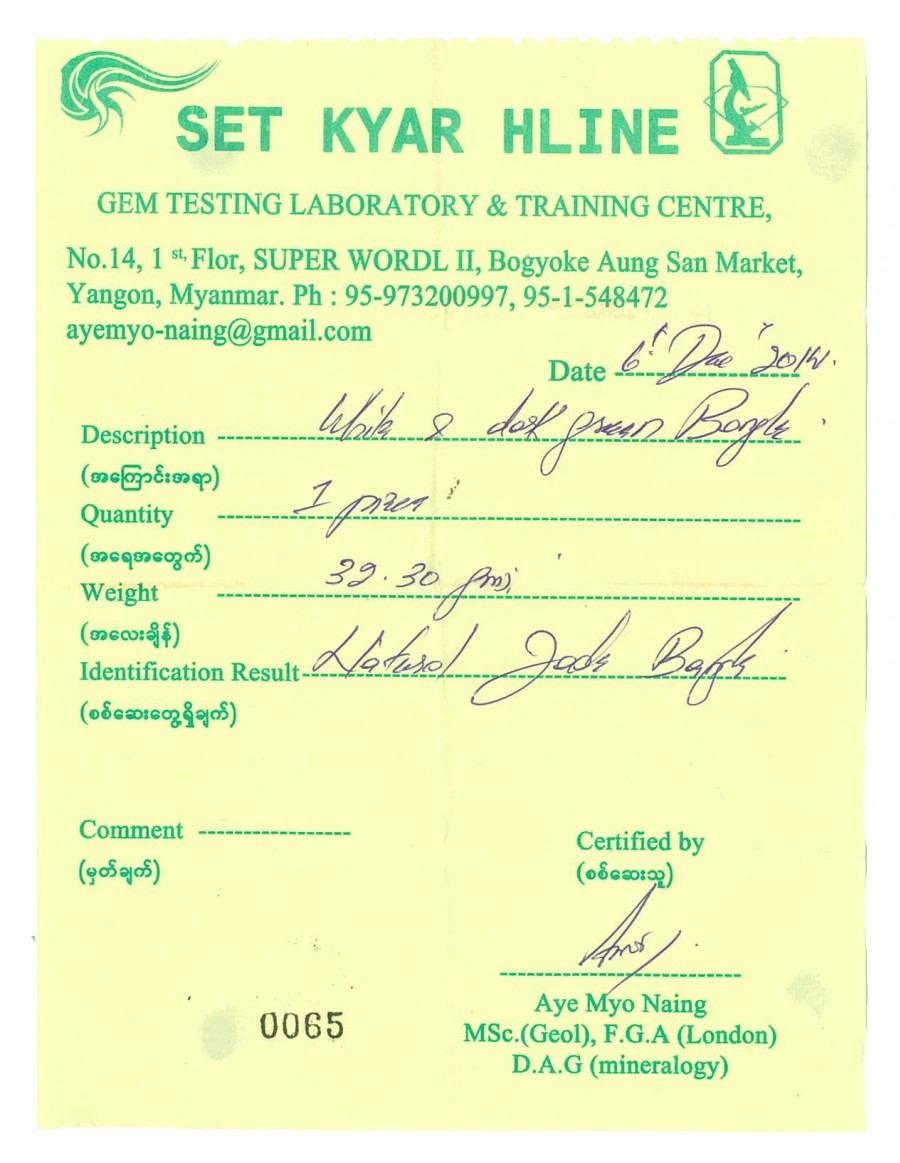 SET KYAR HLINE
GEM TESTING LABORATORY & TRAINING CENTRE,
No.14, 1 st, Flor, SUPER WORDL II, Bogyoke Aung San Market,
Yangon, Myanmar. Ph : 95-973200997, 95-1-548472
ayemyo-naing@gmail.com
Date 6' Dec '2014.
Description White & dark green Bangle
(အကြောင်းအရာ)
Quantity 1 piece
(အရေအတွက်)
Weight 39.30 gms,
(အလေးချိန်)
Identification Result Natural Jade Bangle
(စစ်ဆေးတွေ့ရှိချက်)
Comment
(မှတ်ချက်)
Certified by
(စစ်ဆေးသူ)
0065
Aye Myo Naing
MSc.(Geol), F.G.A (London)
D.A.G (mineralogy)